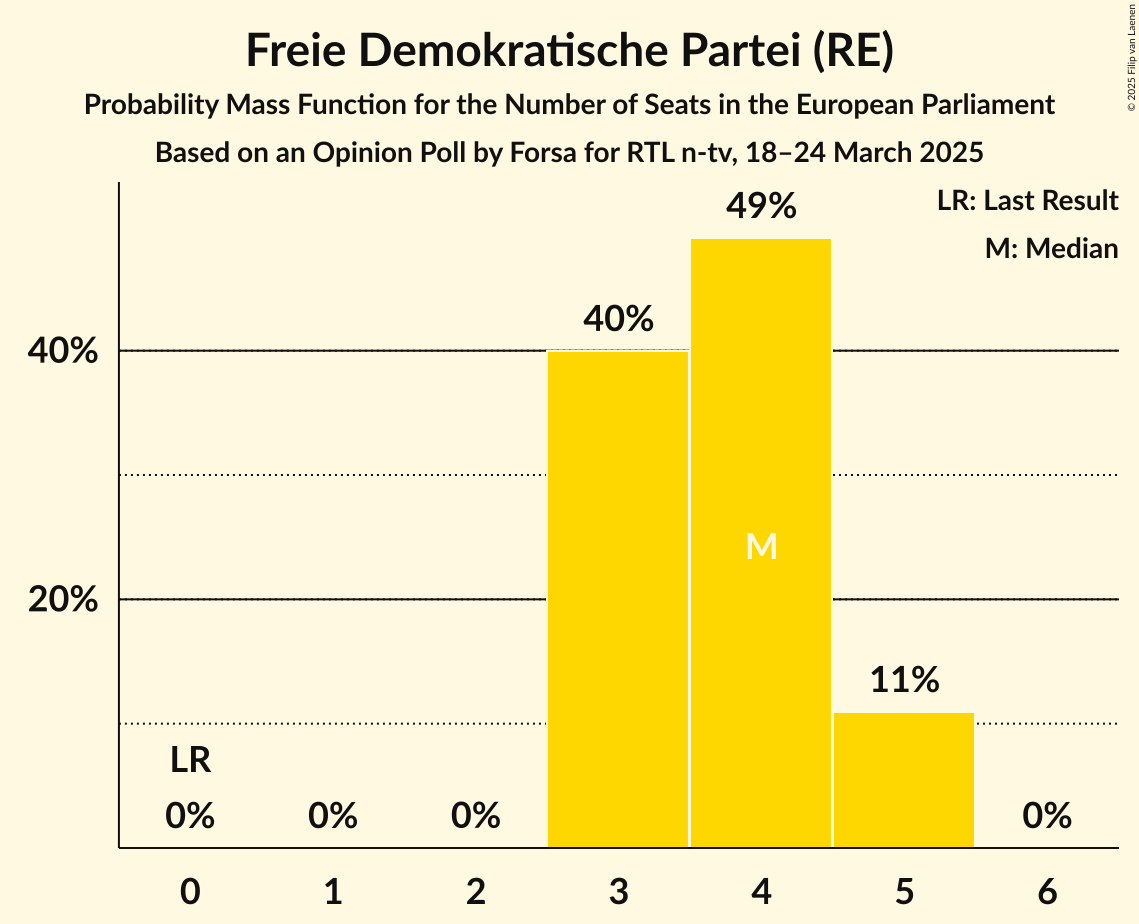 Freie Demokratische Partei (RE)
Probability Mass Function for the Number of Seats in the European Parliament
Based on an Opinion Poll by Forsa for RTL n-tv, 18–24 March 2025
© 2025 Filip van Laenen
LR: Last Result
M: Median
49%
40%
40%
M
20%
11%
LR
0%
0%
0%
0%
0
1
2
3
4
5
6